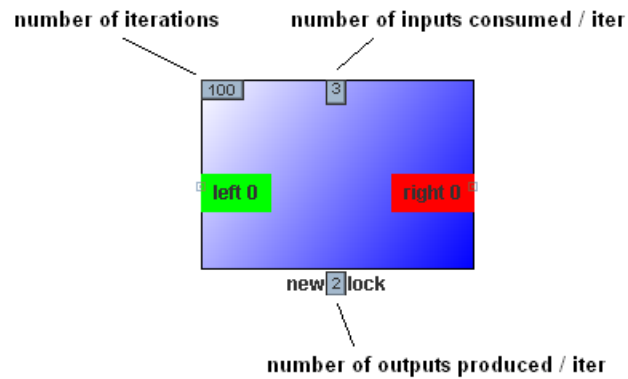 number of iterations
number of inputs consumed / iter
100
3
left 0
right 0
new 2 lock
number of outputs produced / iter